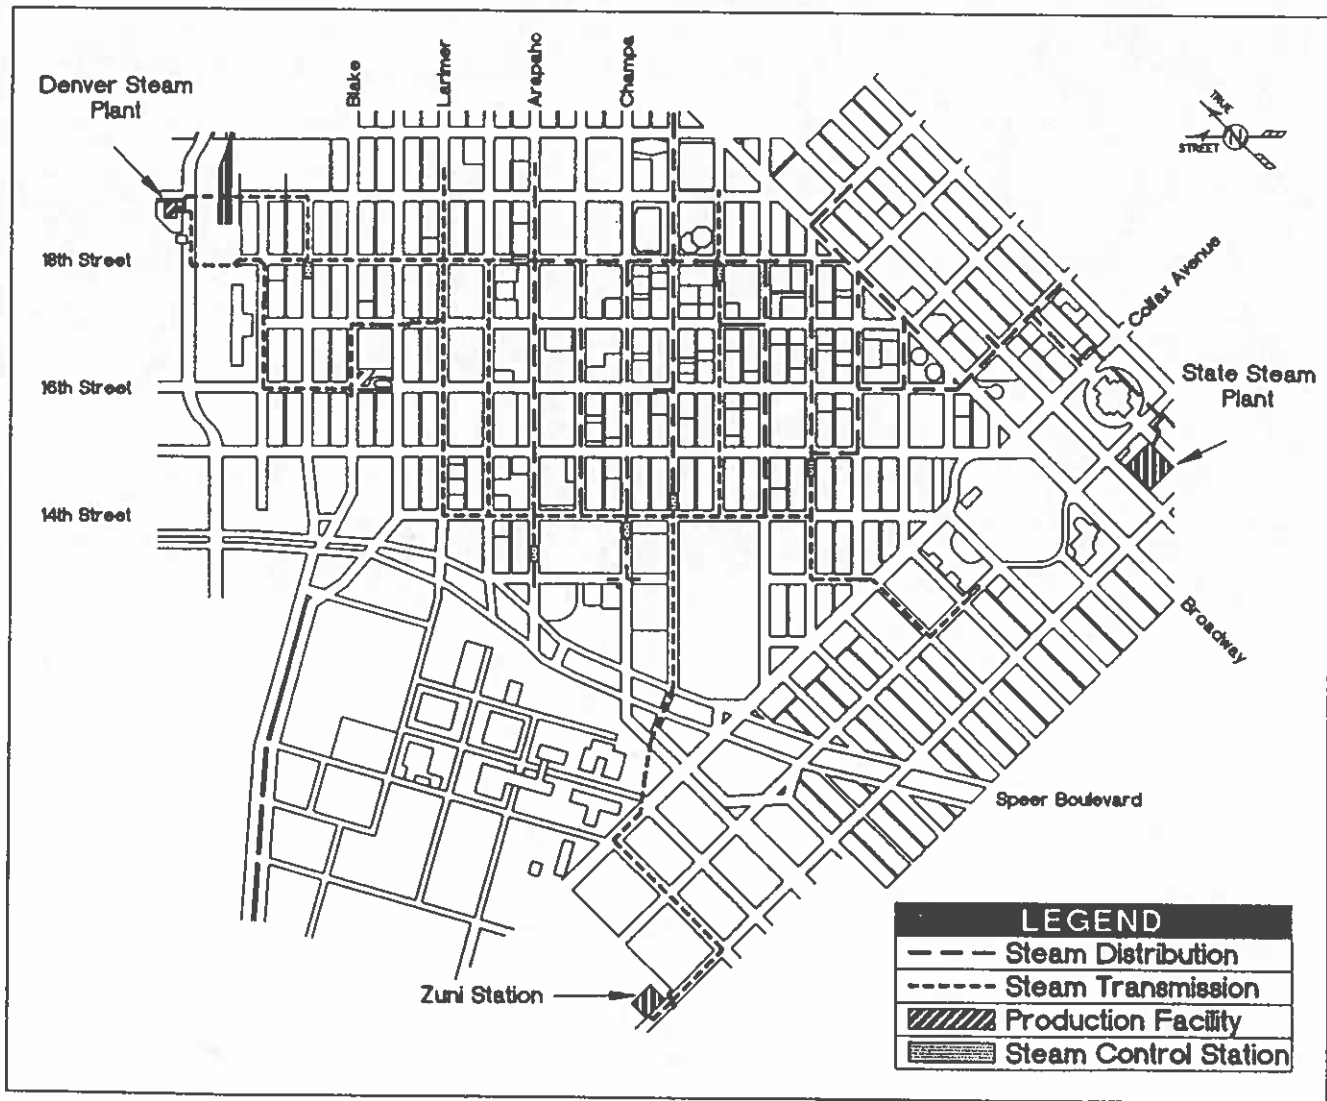 Blake
Larimer
Arapaho
Champa
Denver Steam
Plant
TRUE
N
STREET
18th Street
Colfax Avenue
16th Street
State Steam
Plant
14th Street
Broadway
Speer Boulevard
Zuni Station
LEGEND
Steam Distribution
Steam Transmission
Production Facility
Steam Control Station